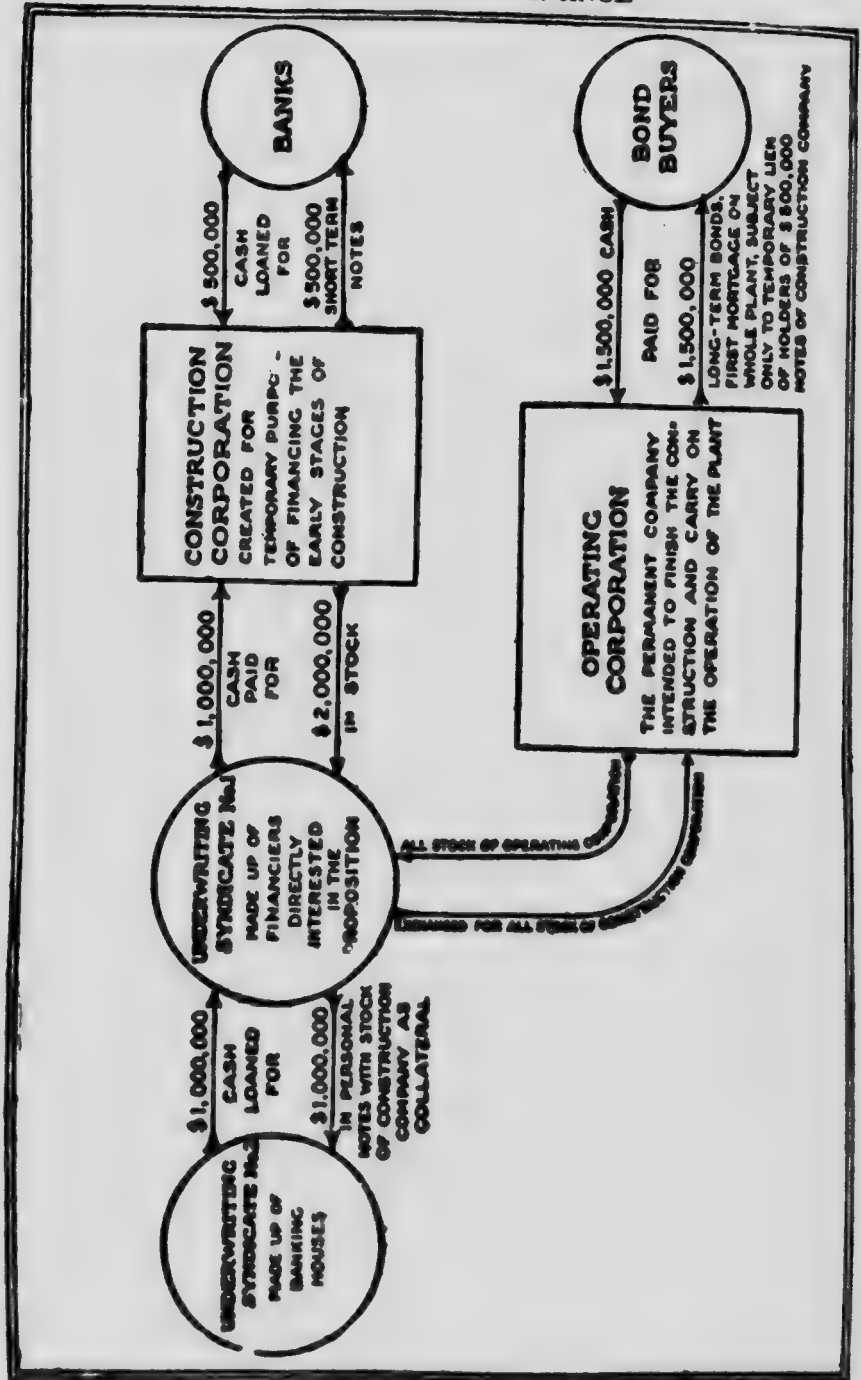 UNDERWRITING
SYNDICATE No.2
MADE UP OF
BANKING
HOUSES
$1,000,000
CASH
LOANED
FOR
$1,000,000
IN PERSONAL
NOTES WITH STOCK
OF CONSTRUCTION
COMPANY AS
COLLATERAL
UNDERWRITING
SYNDICATE No.1
MADE UP OF
FINANCIERS
DIRECTLY
INTERESTED
IN THE
PROPOSITION
$1,000,000
CASH
PAID
FOR
$2,000,000
IN STOCK
CONSTRUCTION
CORPORATION
CREATED FOR
TEMPORARY PURPO
OF FINANCING THE
EARLY STAGES OF
CONSTRUCTION
$500,000
CASH
LOANED
FOR
$500,000
SHORT TERM
NOTES
BANKS
ALL STOCK OF OPERATING CORPORATION
EXCHANGED FOR ALL STOCK OF CONSTRUCTION CORPORATION
OPERATING
CORPORATION
THE PERMANENT COMPANY
INTENDED TO FINISH THE CON-
STRUCTION AND CARRY ON
THE OPERATION OF THE PLANT
$1,500,000 CASH
PAID FOR
$1,500,000
LONG-TERM BONDS,
FIRST MORTGAGE ON
WHOLE PLANT, SUBJECT
ONLY TO TEMPORARY LIEN
OF HOLDERS OF $500,000
NOTES OF CONSTRUCTION COMPANY
BOND
BUYERS